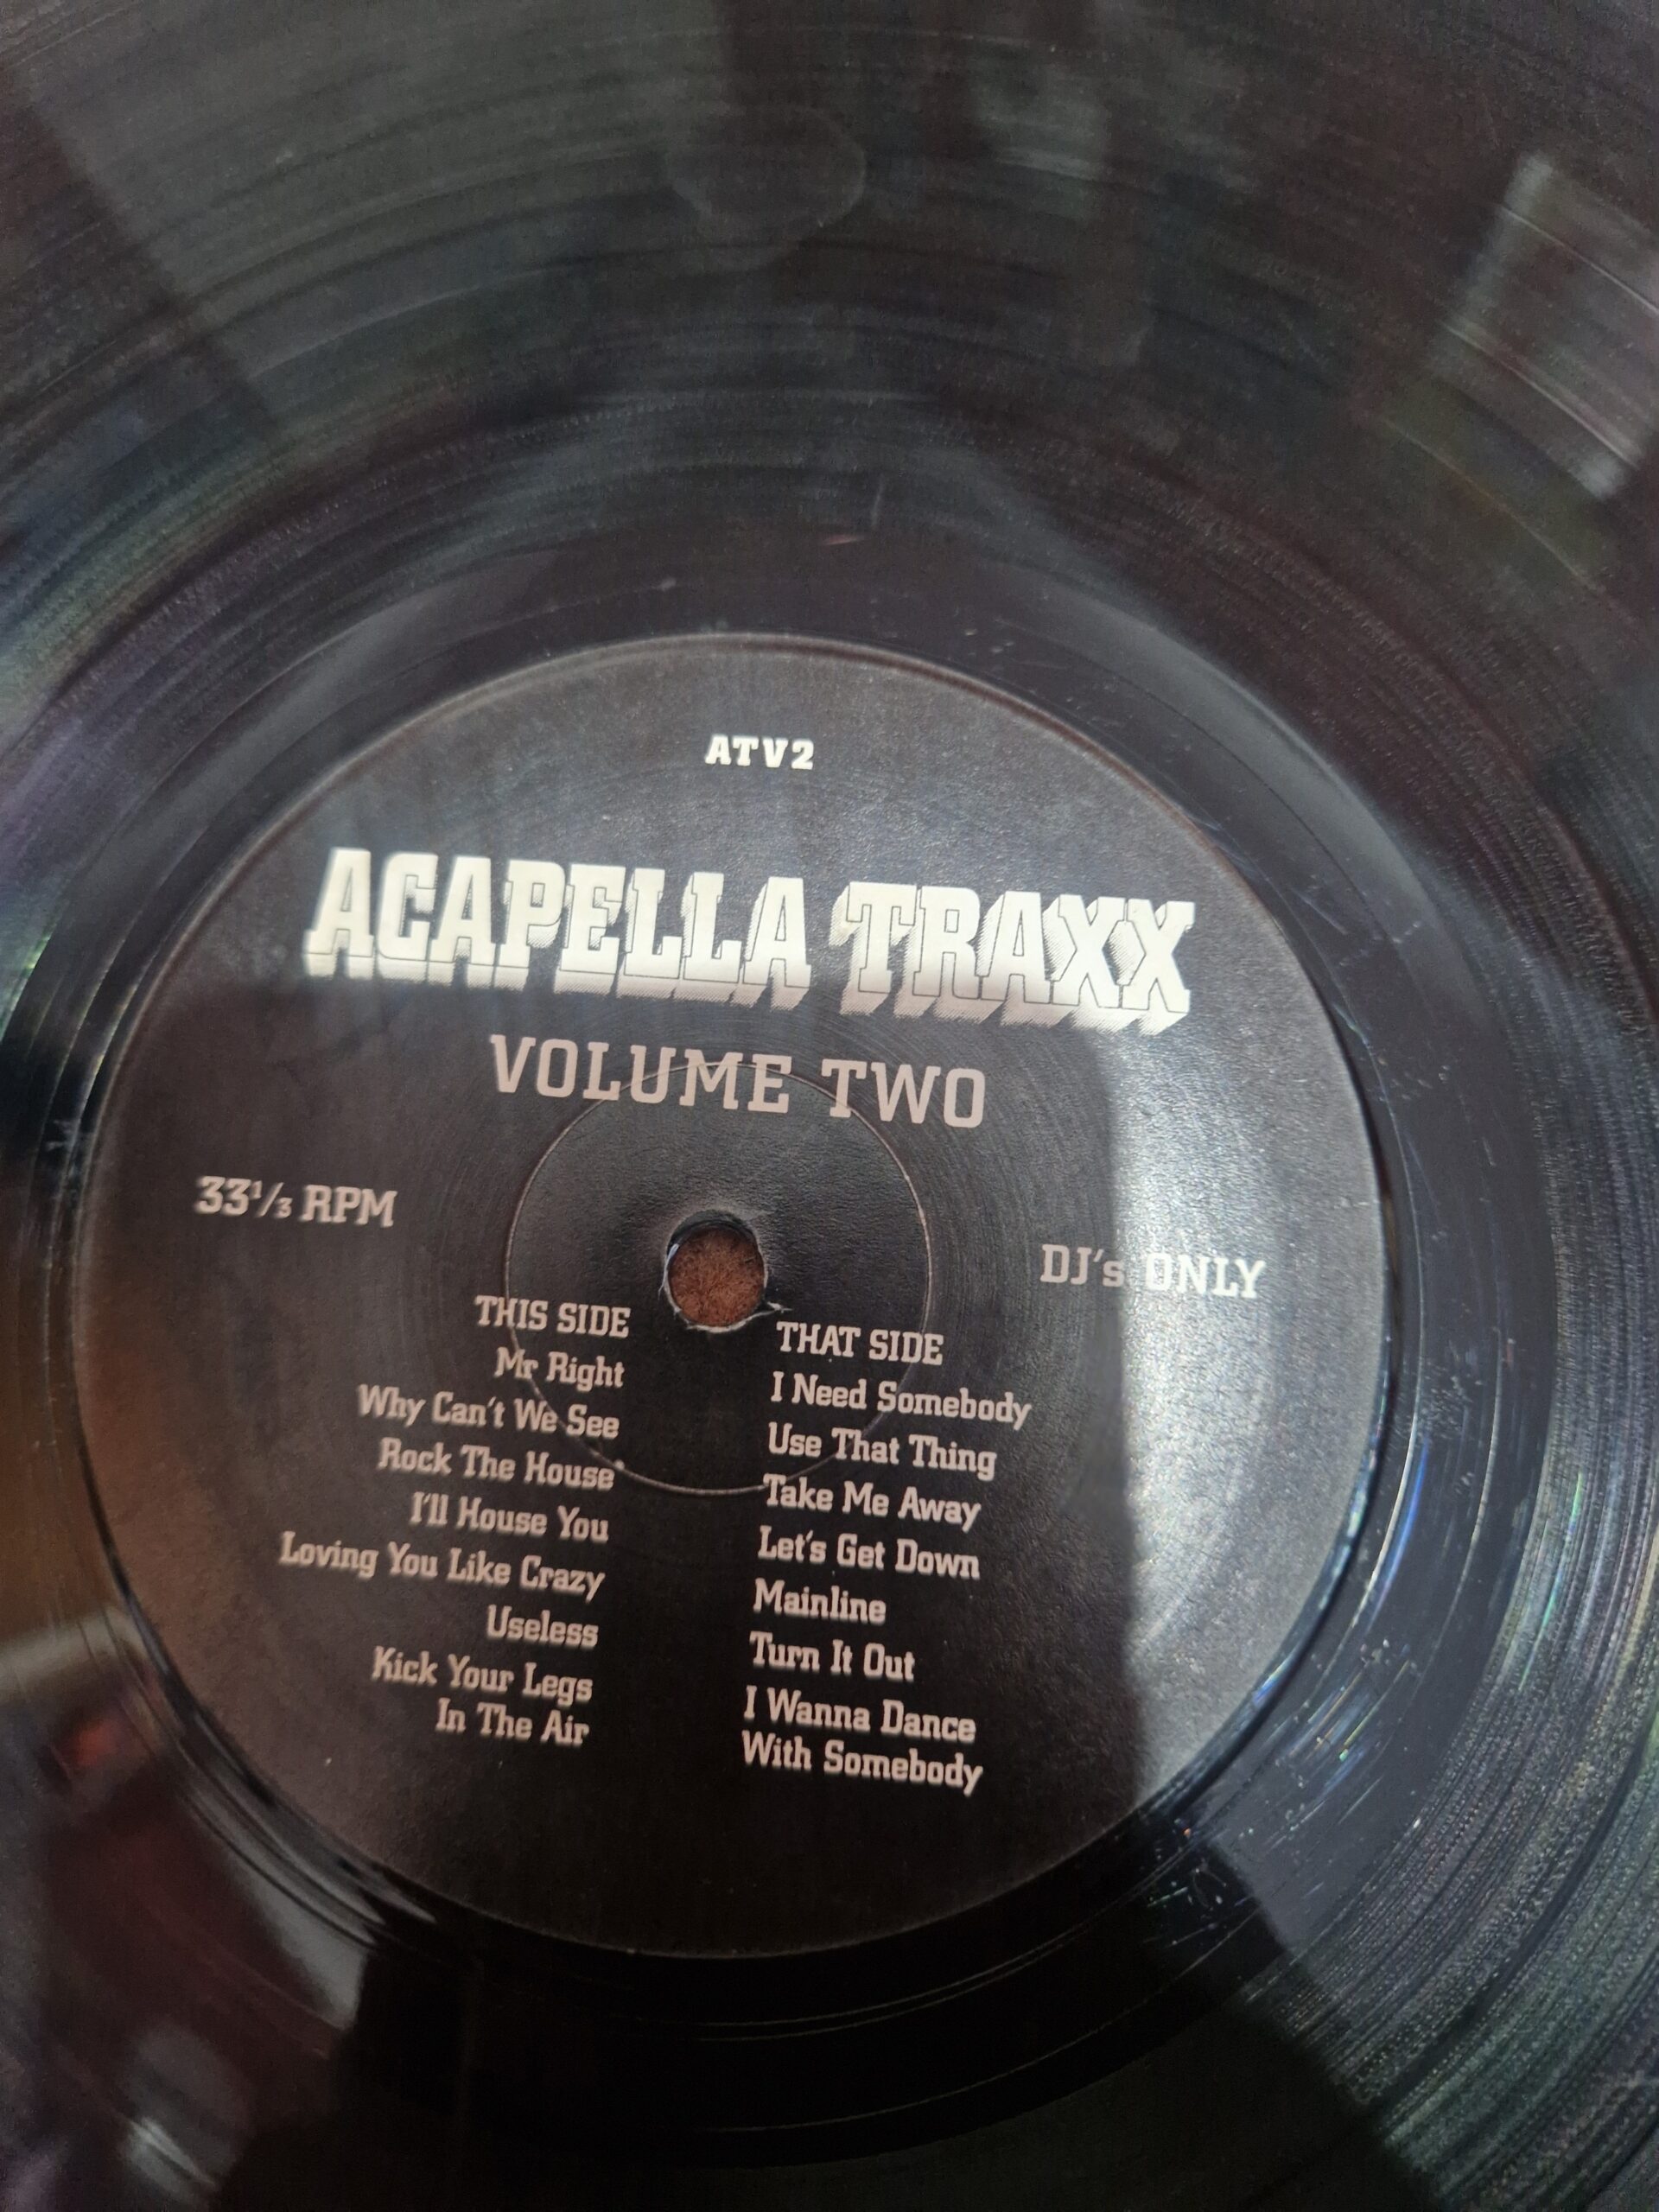 ATV2
ACAPELLA TRAXX
VOLUME TWO
33⅓ RPM
DJ's ONLY
THIS SIDE
Mr Right
Why Can't We See
Rock The House
I'll House You
Loving You Like Crazy
Useless
Kick Your Legs
In The Air
THAT SIDE
I Need Somebody
Use That Thing
Take Me Away
Let's Get Down
Mainline
Turn It Out
I Wanna Dance
With Somebody